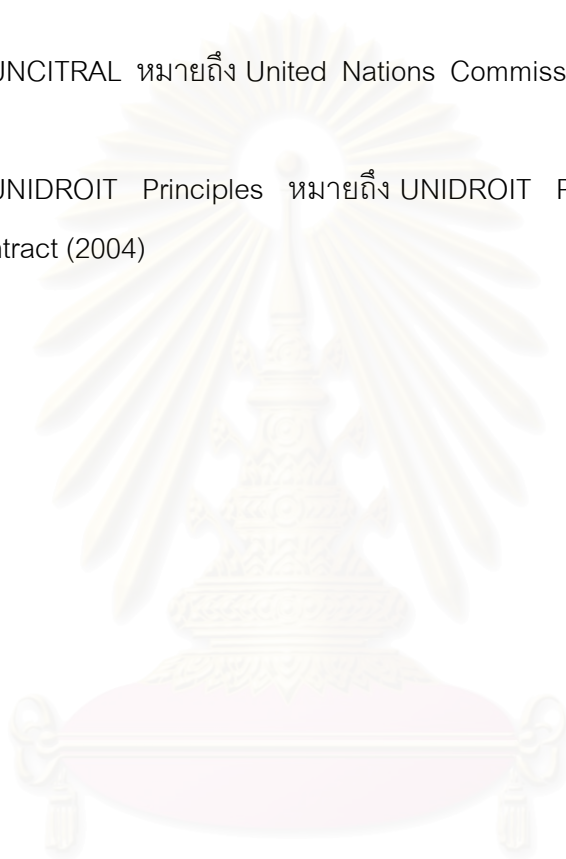 UNCITRAL หมายถึง United Nations Commiss
UNIDROIT Principles หมายถึง UNIDROIT P
ntract (2004)